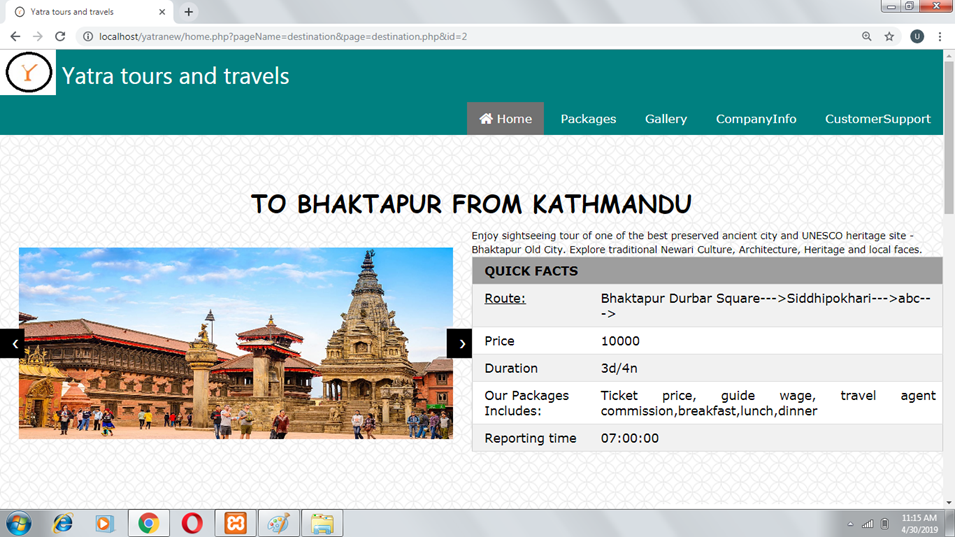 Yatra tours and travels
localhost/yatranew/home.php?pageName=destination&page=destination.php&id=2
U
Y
Yatra tours and travels
Home
Packages
Gallery
CompanyInfo
CustomerSupport
TO BHAKTAPUR FROM KATHMANDU
Enjoy sightseeing tour of one of the best preserved ancient city and UNESCO heritage site -
Bhaktapur Old City. Explore traditional Newari Culture, Architecture, Heritage and local faces.
QUICK FACTS
Route: Bhaktapur Durbar Square--->Siddhipokhari--->abc--
->
Price 10000
Duration 3d/4n
Our Packages Includes: Ticket price, guide wage, travel agent
commission,breakfast,lunch,dinner
Reporting time 07:00:00
11:15 AM
4/30/2019